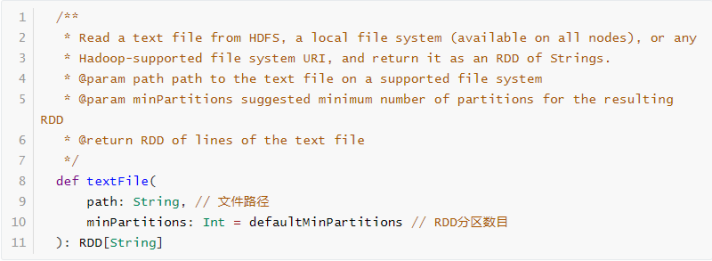 1 /**
2 * Read a text file from HDFS, a local file system (available on all nodes), or any
3 * Hadoop-supported file system URI, and return it as an RDD of Strings.
4 * @param path path to the text file on a supported file system
5 * @param minPartitions suggested minimum number of partitions for the resulting
RDD
6 * @return RDD of lines of the text file
7 */
8 def textFile(
9 path: String, // 文件路径
10 minPartitions: Int = defaultMinPartitions // RDD分区数目
11 ): RDD[String]